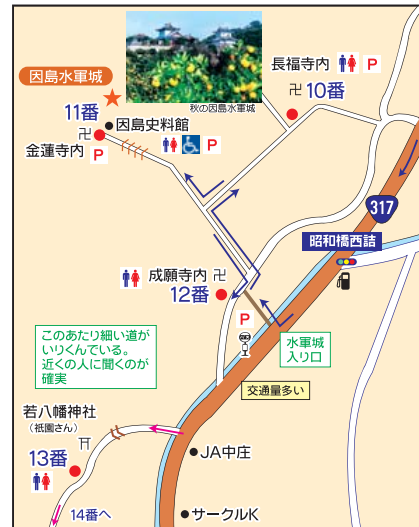 因島水軍城
秋の因島水軍城
長福寺内 P
10番
11番
因島史料館
金蓮寺内
P
P
317
昭和橋西詰
成願寺内
12番
P
水軍城
入り口
このあたり細い道が
いりくんでいる。
近くの人に聞くのが
確実
交通量多い
若八幡神社
(祇園さん)
13番
JA中庄
14番へ
サークルK